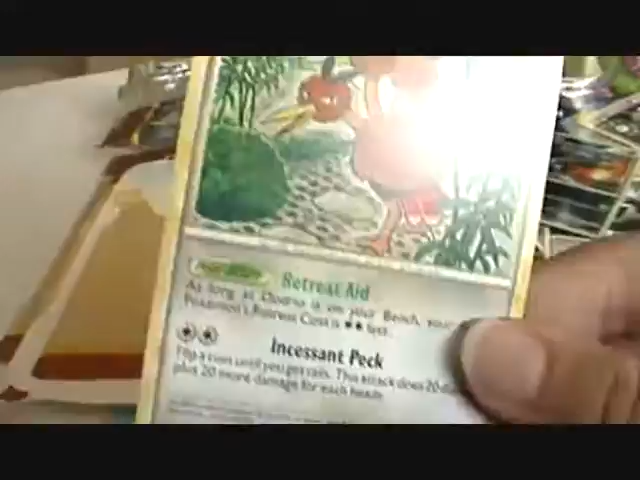 Retreat Aid
As long as Dodrio is on your Bench, your
Pokémon's Retreat Cost is less.
Incessant Peck
Flip a coin until you get tails. This attack does 20
plus 20 more damage for each heads.